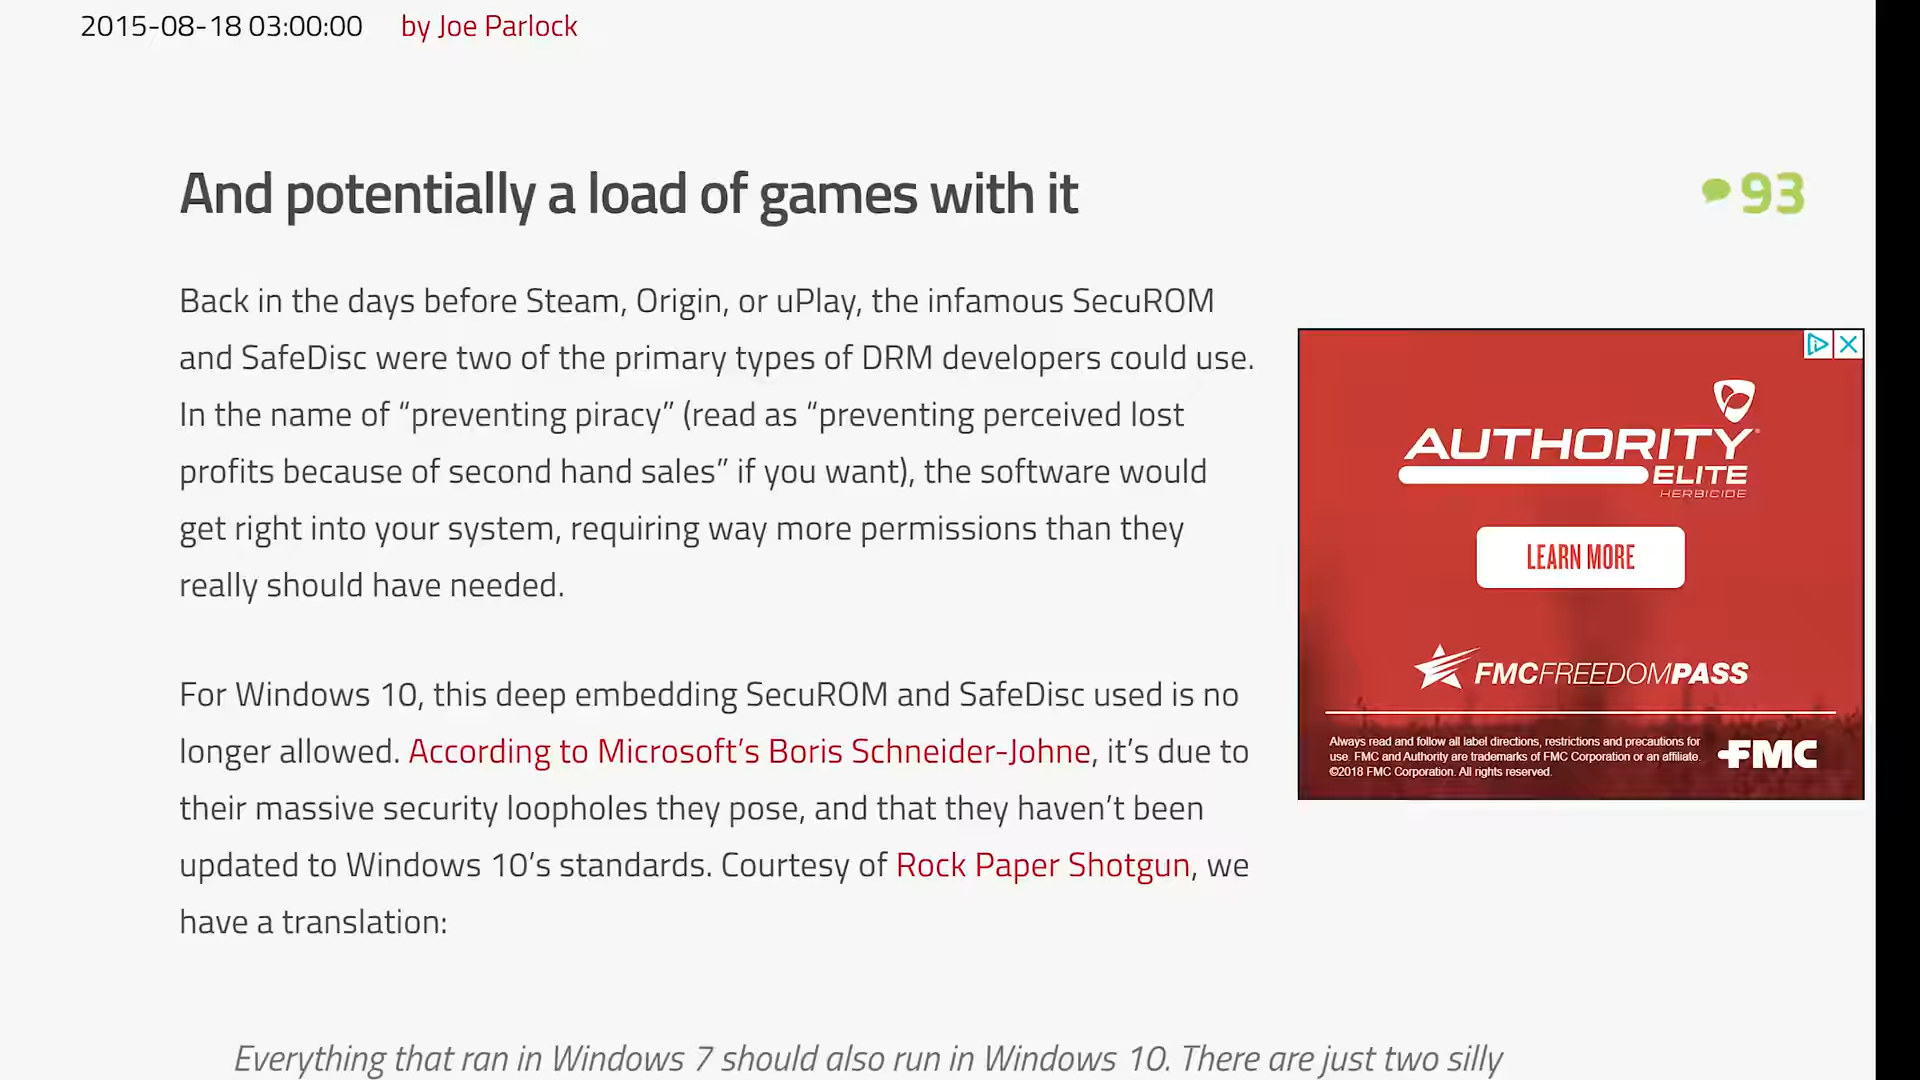 2015-08-18 03:00:00 by Joe Parlock
And potentially a load of games with it
93
Back in the days before Steam, Origin, or uPlay, the infamous SecuROM
and SafeDisc were two of the primary types of DRM developers could use.
In the name of “preventing piracy” (read as “preventing perceived lost
profits because of second hand sales” if you want), the software would
get right into your system, requiring way more permissions than they
really should have needed.
For Windows 10, this deep embedding SecuROM and SafeDisc used is no
longer allowed. According to Microsoft’s Boris Schneider-Johne, it’s due to
their massive security loopholes they pose, and that they haven’t been
updated to Windows 10’s standards. Courtesy of Rock Paper Shotgun, we
have a translation:
Everything that ran in Windows 7 should also run in Windows 10. There are just two silly
AUTHORITY
ELITE
HERBICIDE
LEARN MORE
FMCFREEDOMPASS
Always read and follow all label directions, restrictions and precautions for
use. FMC and Authority are trademarks of FMC Corporation or an affiliate.
©2018 FMC Corporation. All rights reserved.
FMC